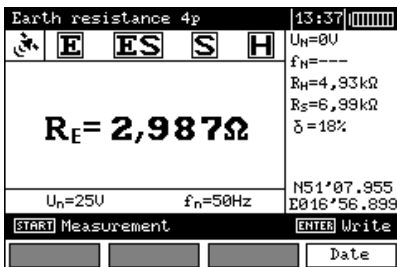 Earth resistance 4p 13:37
E ES S H
UN=0V
fN=---
RH=4,93kΩ
RS=6,99kΩ
δ=18%
RE= 2,987Ω
N51°07.955
E016°56.899
Un=25V fn=50Hz
START Measurement ENTER Write
Date